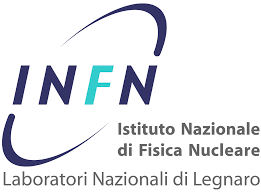 INFN
Istituto Nazionale
di Fisica Nucleare
Laboratori Nazionali di Legnaro